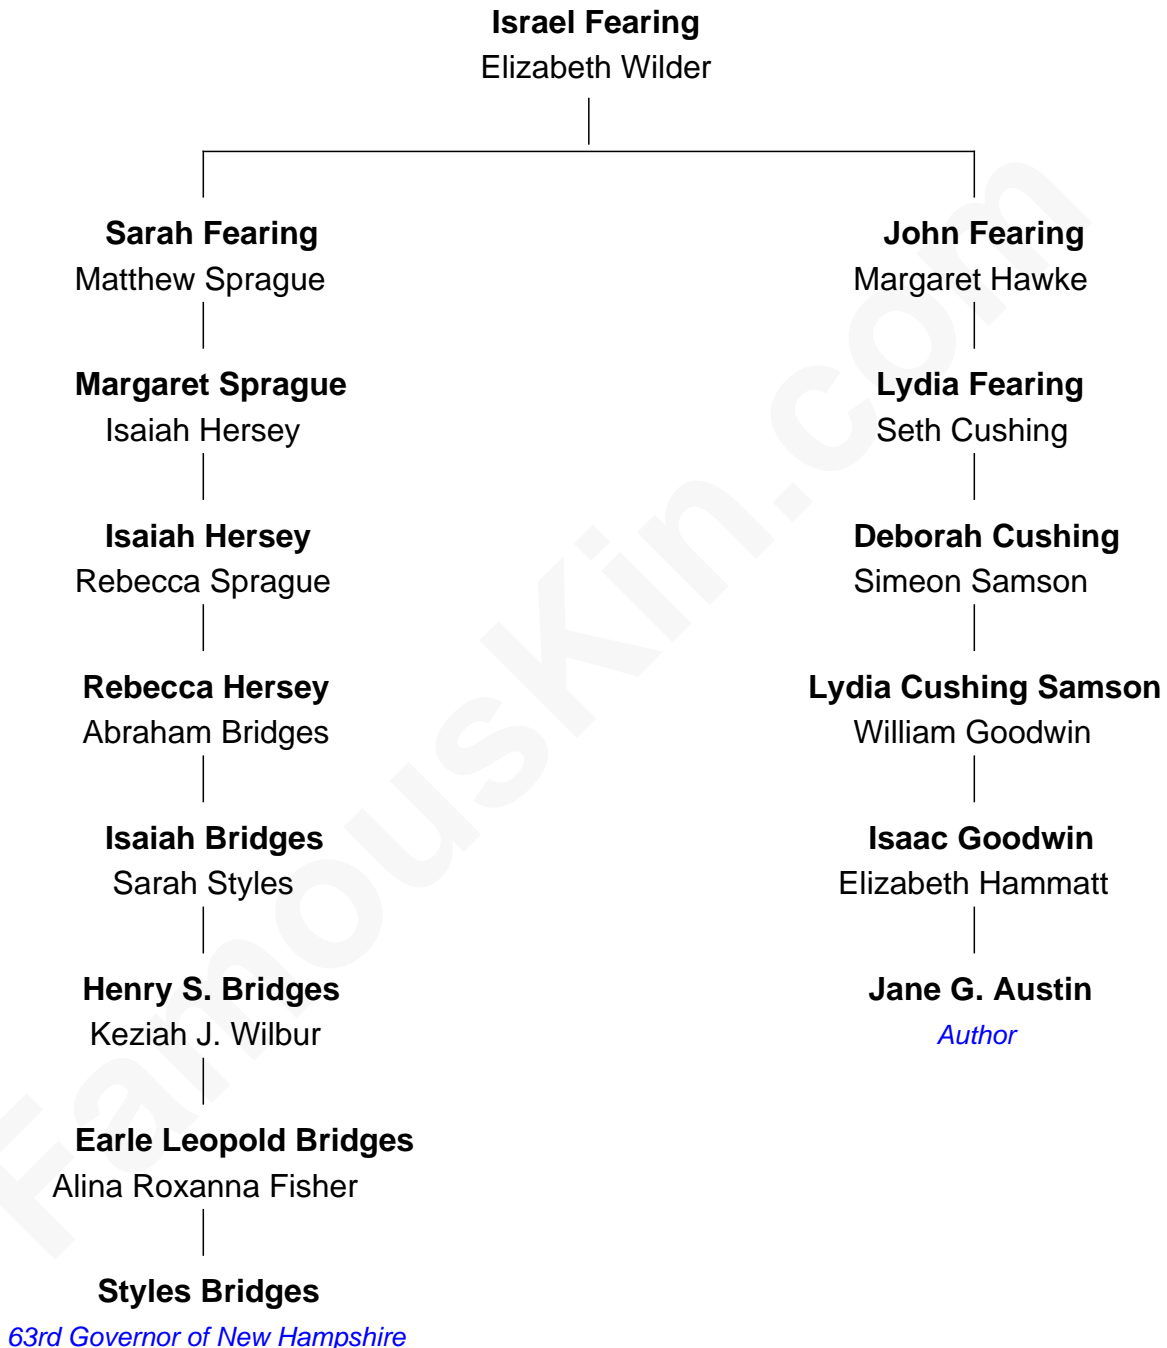 Israel Fearing
Elizabeth Wilder
Sarah Fearing
Matthew Sprague
John Fearing
Margaret Hawke
Margaret Sprague
Isaiah Hersey
Lydia Fearing
Seth Cushing
Isaiah Hersey
Rebecca Sprague
Deborah Cushing
Simeon Samson
Rebecca Hersey
Abraham Bridges
Lydia Cushing Samson
William Goodwin
Isaiah Bridges
Sarah Styles
Isaac Goodwin
Elizabeth Hammatt
Henry S. Bridges
Keziah J. Wilbur
Jane G. Austin
Author
Earle Leopold Bridges
Alina Roxanna Fisher
Styles Bridges
63rd Governor of New Hampshire
FamousKin.com